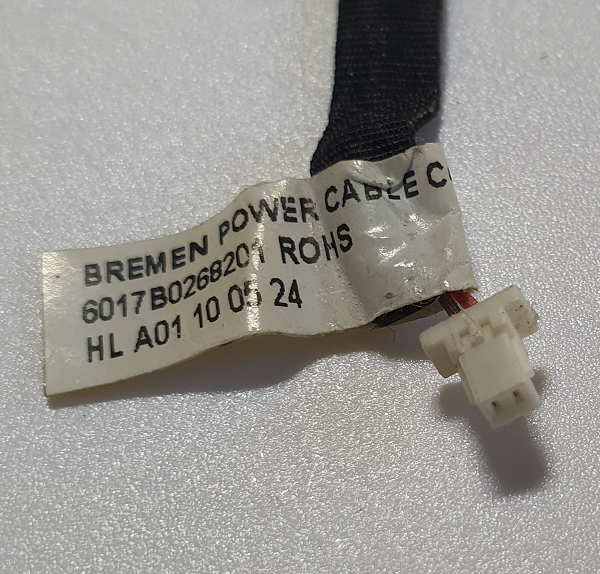 BREMEN POWER CABLE C
6017B0268201 ROHS
HL A01 10 05 24